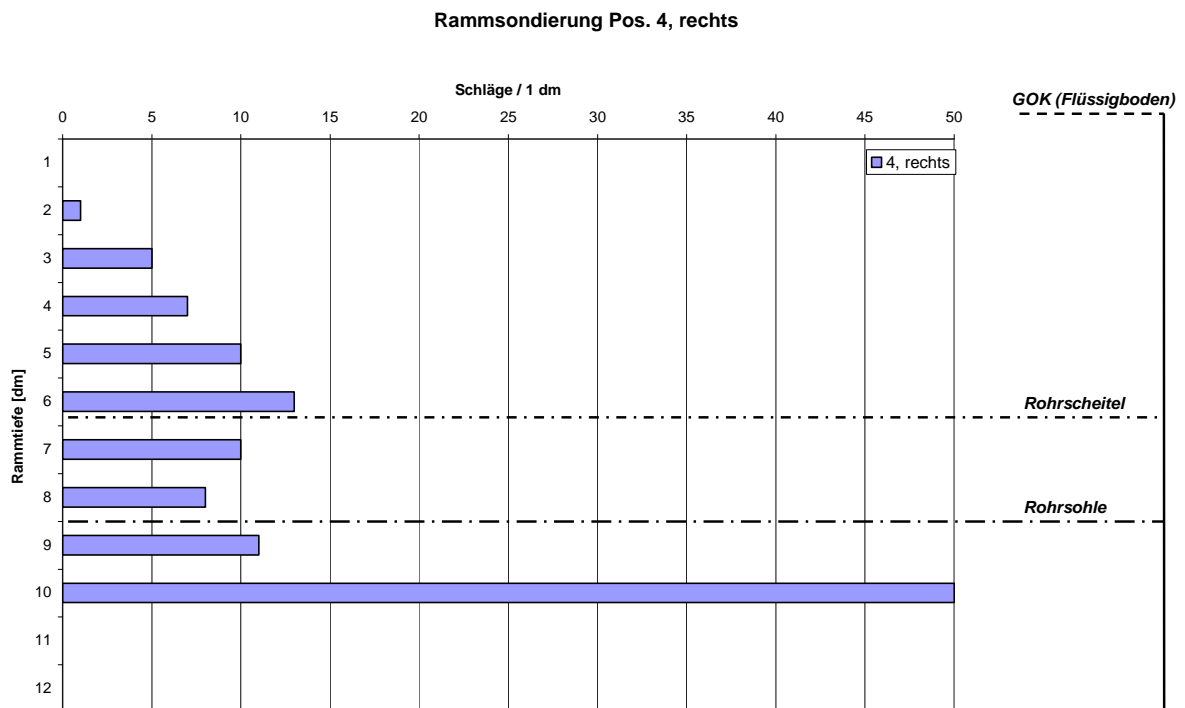 Rammsondierung Pos. 4, rechts
Schläge / 1 dm
GOK (Flüssigboden)
0 5 10 15 20 25 30 35 40 45 50
4, rechts
Rammtiefe [dm]
1
2
3
4
5
6
7
8
9
10
11
12
Rohrscheitel
Rohrsohle